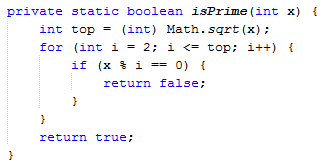 private static boolean isPrime(int x) {
    int top = (int) Math.sqrt(x);
    for (int i = 2; i <= top; i++) {
        if (x % i == 0) {
            return false;
        }
    }
    return true;
}